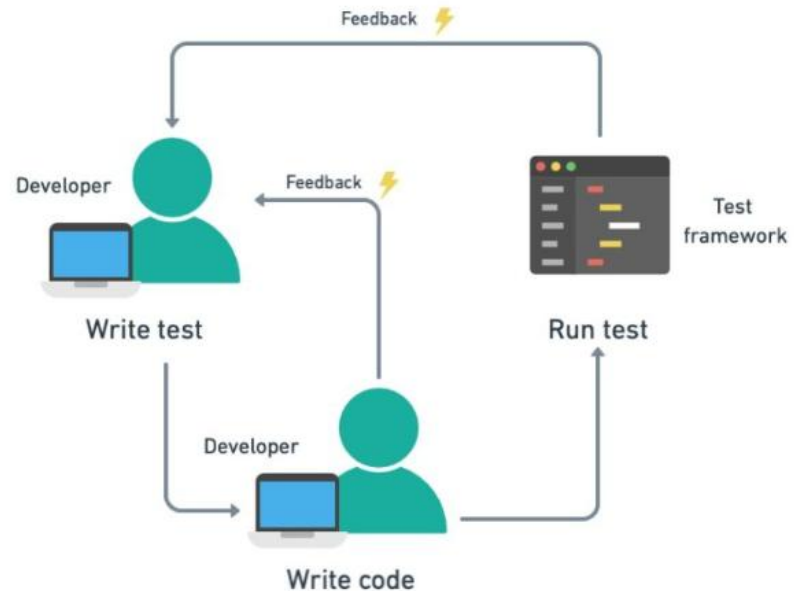 Feedback
Developer
Feedback
Test
framework
Write test
Run test
Developer
Write code